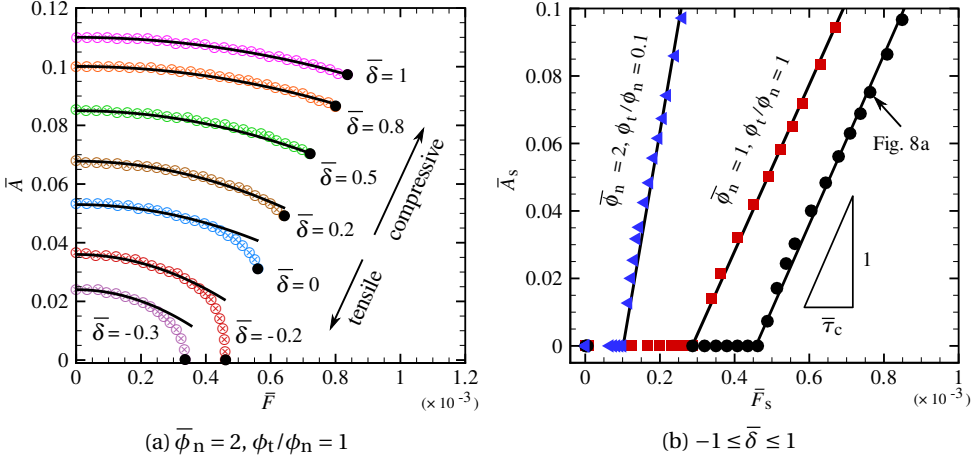 0.12
0.1
0.08
0.06
0.04
0.02
0
A̅
0
0.2
0.4
0.6
0.8
1
1.2
F̅
(× 10⁻³)
δ̅ = 1
δ̅ = 0.8
δ̅ = 0.5
δ̅ = 0.2
δ̅ = 0
δ̅ = -0.2
δ̅ = -0.3
compressive
tensile
(a) ϕ̅ₙ = 2, ϕₜ/ϕₙ = 1
0.1
0.08
0.06
0.04
0.02
0
A̅ₛ
0
0.2
0.4
0.6
0.8
1
F̅ₛ
(× 10⁻³)
ϕ̅ₙ = 2, ϕₜ/ϕₙ = 0.1
ϕ̅ₙ = 1, ϕₜ/ϕₙ = 1
Fig. 8a
1
τ̅c
(b) −1 ≤ δ̅ ≤ 1